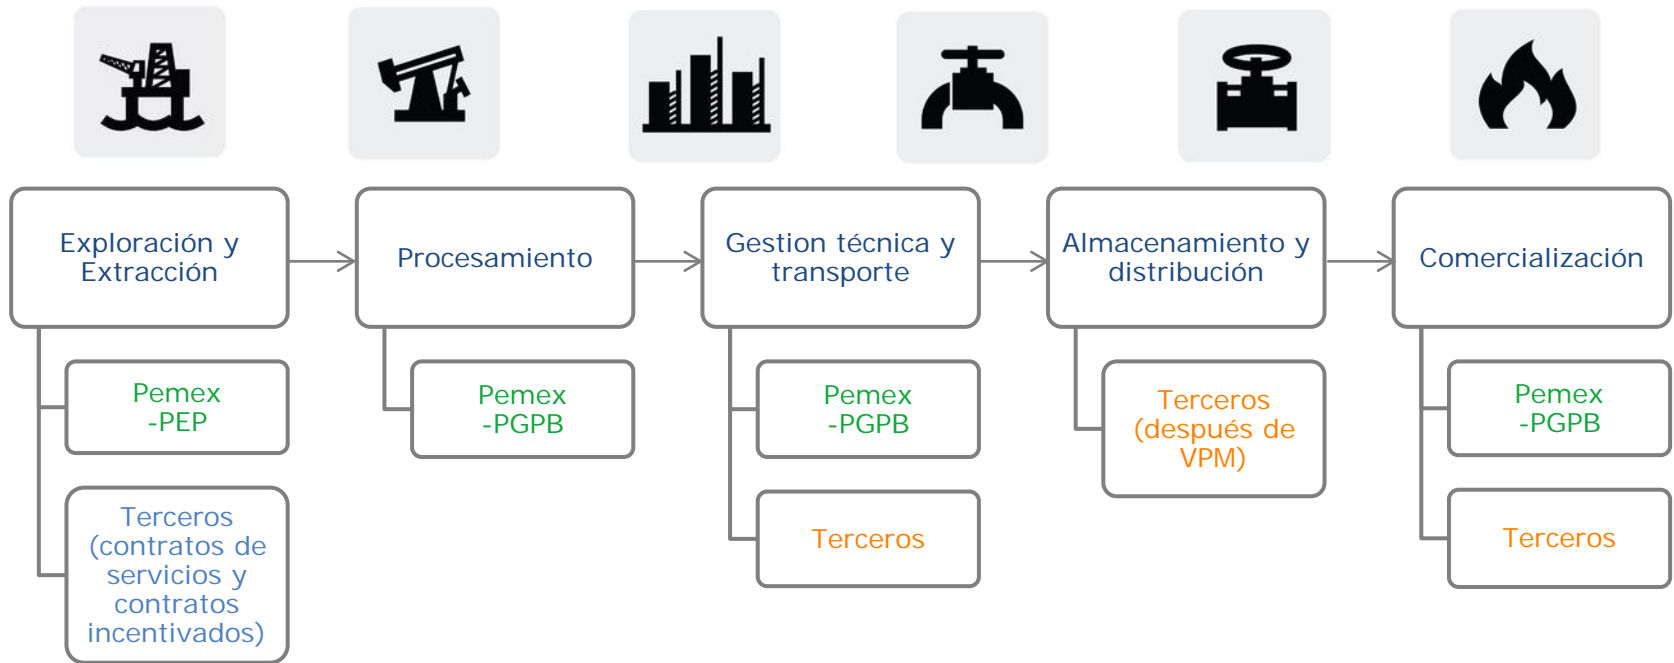 Exploración y
Extracción
Procesamiento
Gestion técnica y
transporte
Almacenamiento y
distribución
Comercialización
Pemex
-PEP
Terceros
(contratos de
servicios y
contratos
incentivados)
Pemex
-PGPB
Pemex
-PGPB
Terceros
Terceros
(después de
VPM)
Pemex
-PGPB
Terceros